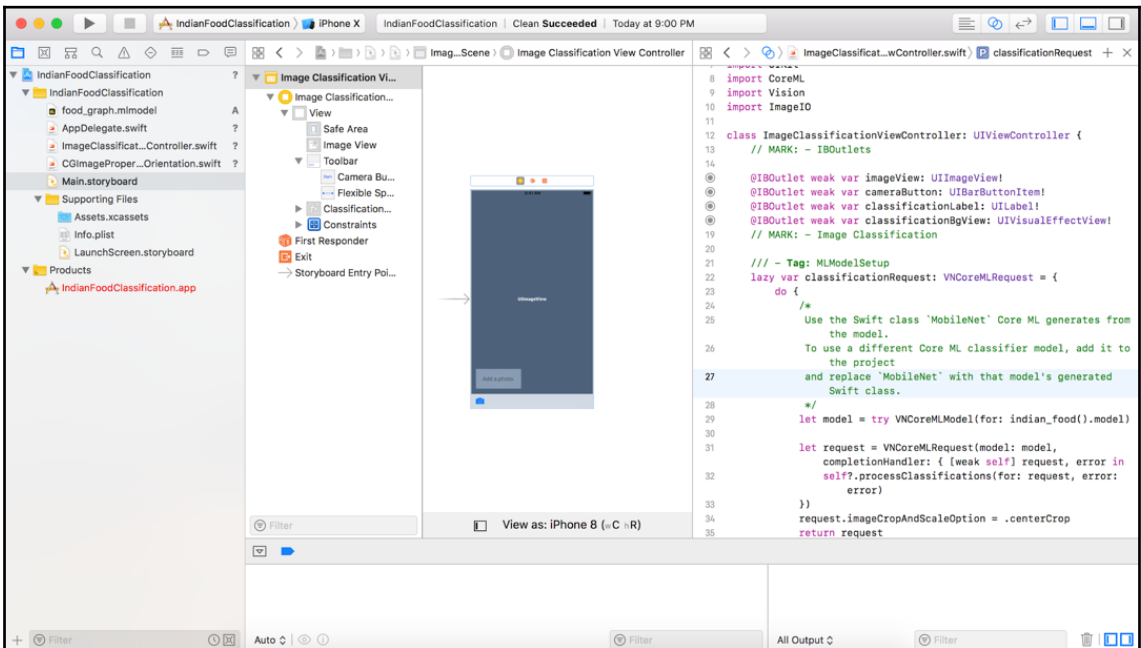 IndianFoodClassification
iPhone X
IndianFoodClassification | Clean Succeeded | Today at 9:00 PM
Imag...Scene
Image Classification View Controller
ImageClassificat...wController.swift
classificationRequest
IndianFoodClassification ?
IndianFoodClassification
food_graph.mlmodel A
AppDelegate.swift ?
ImageClassificat...Controller.swift ?
CGImageProper...Orientation.swift ?
Main.storyboard
Supporting Files
Assets.xcassets
Info.plist
LaunchScreen.storyboard
Products
IndianFoodClassification.app
Filter
Image Classification Vi...
Image Classification...
View
Safe Area
Image View
Toolbar
Camera Bu...
Flexible Sp...
Classification...
Constraints
First Responder
Exit
Storyboard Entry Poi...
Filter
UIImageView
Add a photo
View as: iPhone 8 (wC hR)
8 import CoreML
9 import Vision
10 import ImageIO
11
12 class ImageClassificationViewController: UIViewController {
13 // MARK: - IBOutlets
14
@IBOutlet weak var imageView: UIImageView!
@IBOutlet weak var cameraButton: UIBarButtonItem!
@IBOutlet weak var classificationLabel: UILabel!
@IBOutlet weak var classificationBgView: UIVisualEffectView!
19 // MARK: - Image Classification
20
21 /// - Tag: MLModelSetup
22 lazy var classificationRequest: VNCoreMLRequest = {
23 do {
24 /*
25 Use the Swift class `MobileNet` Core ML generates from
the model.
26 To use a different Core ML classifier model, add it to
the project
27 and replace `MobileNet` with that model's generated
Swift class.
28 */
29 let model = try VNCoreMLModel(for: indian_food().model)
30
31 let request = VNCoreMLRequest(model: model,
completionHandler: { [weak self] request, error in
32 self?.processClassifications(for: request, error:
error)
33 })
34 request.imageCropAndScaleOption = .centerCrop
35 return request
Auto
Filter
All Output
Filter